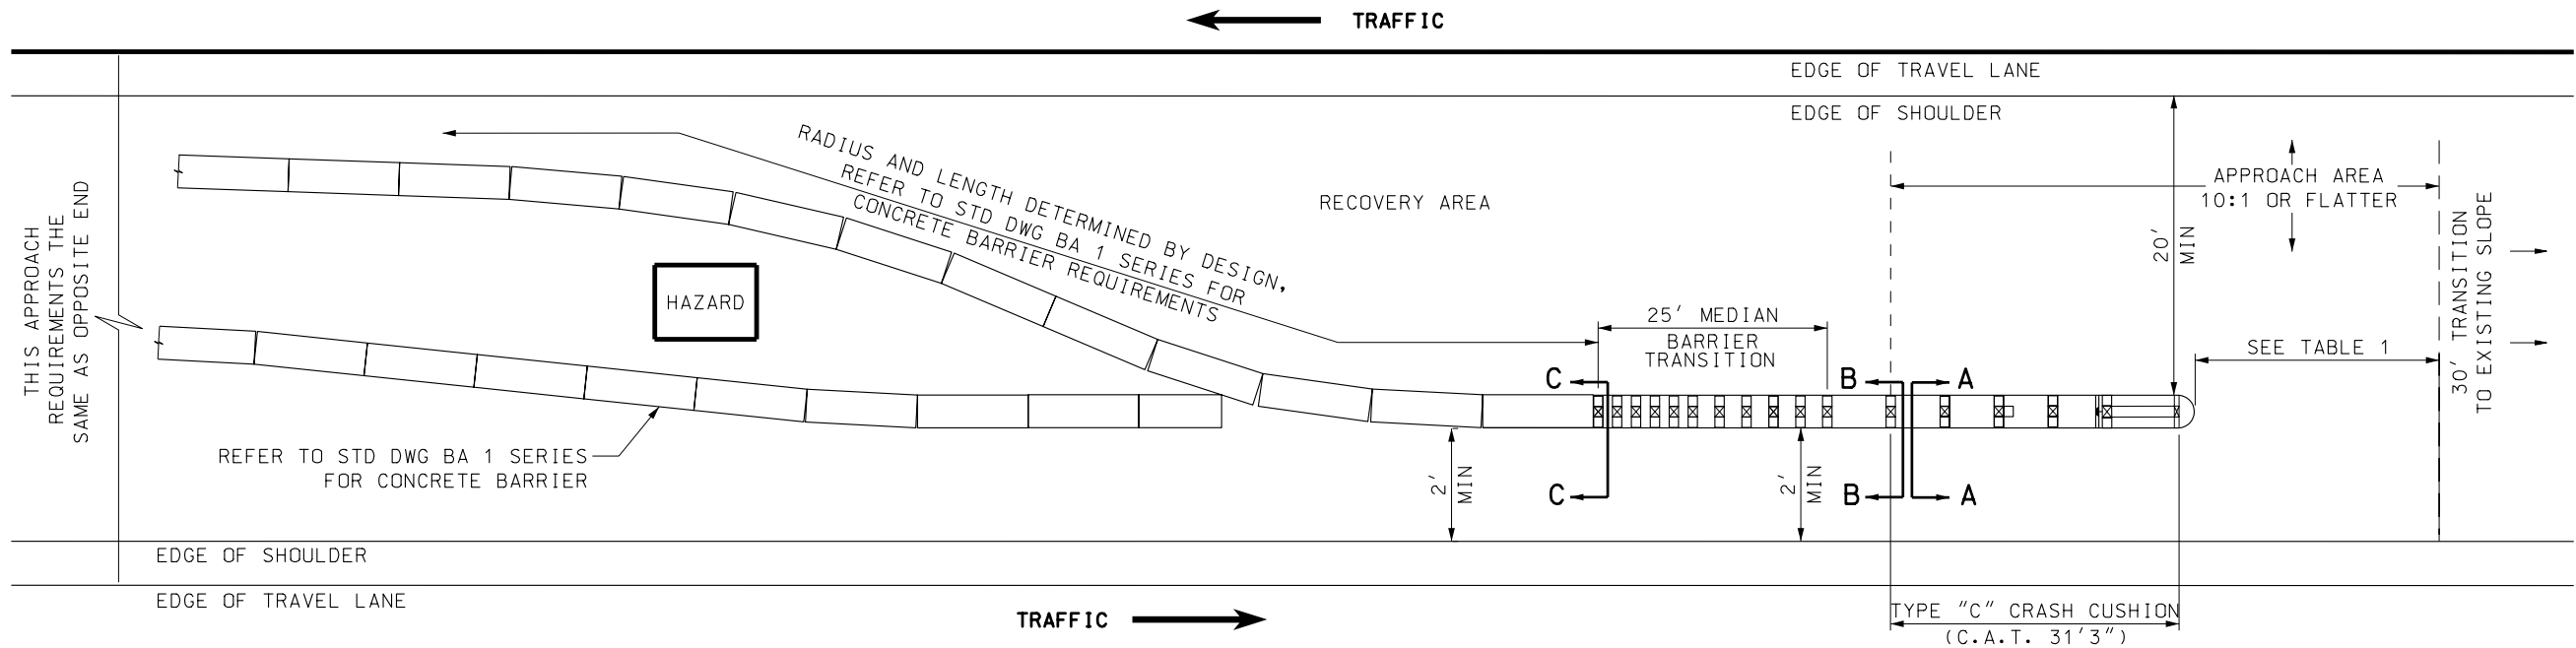 TRAFFIC
EDGE OF TRAVEL LANE
EDGE OF SHOULDER
RADIUS AND LENGTH DETERMINED BY DESIGN,
REFER TO STD DWG BA 1 SERIES FOR
CONCRETE BARRIER REQUIREMENTS
RECOVERY AREA
APPROACH AREA
10:1 OR FLATTER
20'
MIN
30' TRANSITION
TO EXISTING SLOPE
THIS APPROACH
REQUIREMENTS THE
SAME AS OPPOSITE END
HAZARD
25' MEDIAN
BARRIER
TRANSITION
SEE TABLE 1
C
B
A
REFER TO STD DWG BA 1 SERIES
FOR CONCRETE BARRIER
2'
MIN
2'
MIN
C
B
A
EDGE OF SHOULDER
EDGE OF TRAVEL LANE
TRAFFIC
TYPE "C" CRASH CUSHION
(C.A.T. 31'3")